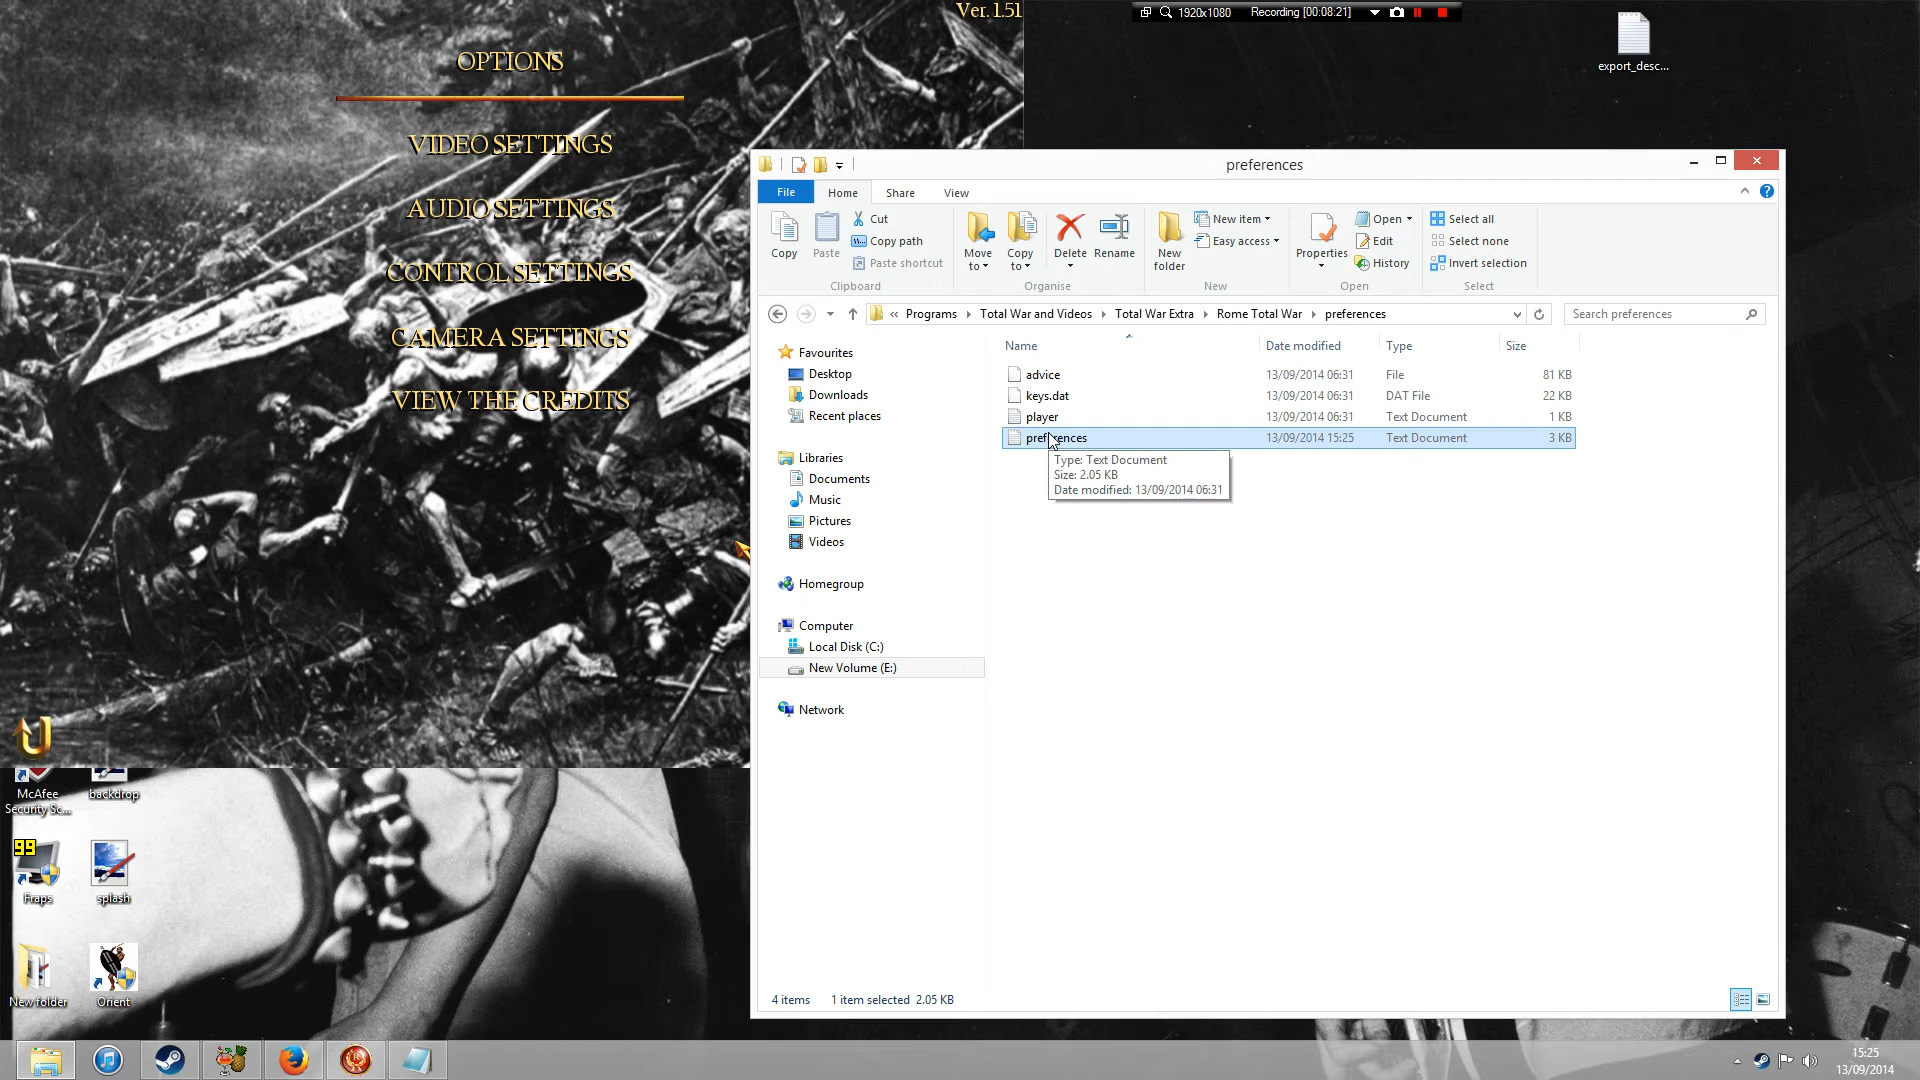 Ver. 1.51
OPTIONS
VIDEO SETTINGS
AUDIO SETTINGS
CONTROL SETTINGS
CAMERA SETTINGS
VIEW THE CREDITS
1920x1080 Recording [00:08:21]
export_desc...
preferences
File Home Share View
Copy
Paste
Cut
Copy path
Paste shortcut
Clipboard
Move to
Copy to
Delete
Rename
Organise
New folder
New item
Easy access
New
Properties
Open
Edit
History
Open
Select all
Select none
Invert selection
Select
« Programs Total War and Videos Total War Extra Rome Total War preferences
Search preferences
Name Date modified Type Size
advice 13/09/2014 06:31 File 81 KB
keys.dat 13/09/2014 06:31 DAT File 22 KB
player 13/09/2014 06:31 Text Document 1 KB
preferences 13/09/2014 15:25 Text Document 3 KB
Type: Text Document
Size: 2.05 KB
Date modified: 13/09/2014 06:31
Favourites
Desktop
Downloads
Recent places
Libraries
Documents
Music
Pictures
Videos
Homegroup
Computer
Local Disk (C:)
New Volume (E:)
Network
4 items 1 item selected 2.05 KB
McAfee
Security Sc...
backdrop
99
Fraps
splash
New folder
Orient
15:25
13/09/2014